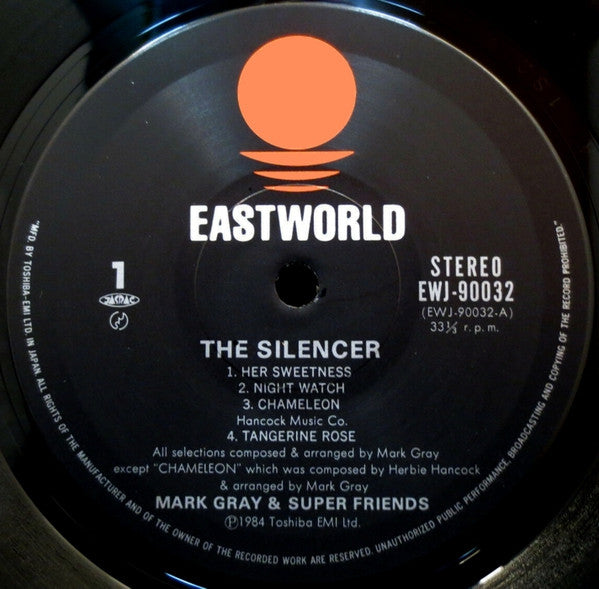 EASTWORLD
1
JASRAC
STEREO
EWJ-90032
(EWJ-90032-A)
33⅓ r.p.m.
THE SILENCER
1. HER SWEETNESS
2. NIGHT WATCH
3. CHAMELEON
Hancock Music Co.
4. TANGERINE ROSE
All selections composed & arranged by Mark Gray
except "CHAMELEON" which was composed by Herbie Hancock
& arranged by Mark Gray
MARK GRAY & SUPER FRIENDS
Ⓟ1984 Toshiba EMI Ltd.
"MFD. BY TOSHIBA-EMI LTD. IN JAPAN ALL RIGHTS OF THE MANUFACTURER AND OF THE OWNER OF THE RECORDED WORK ARE RESERVED. UNAUTHORIZED PUBLIC PERFORMANCE, BROADCASTING AND COPYING OF THE RECORD PROHIBITED."